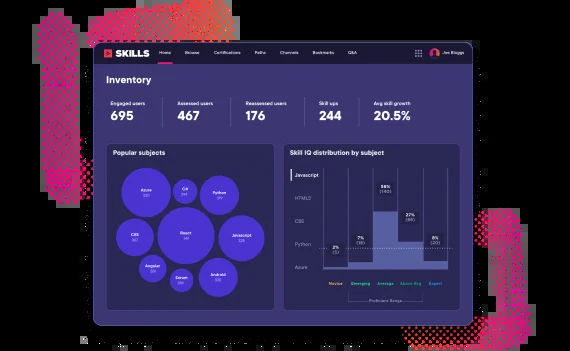 SKILLS Home Browse Certifications Paths Channels Bookmarks Q&A Joe Bloggs
Inventory
Engaged users Assessed users Reassessed users Skill ups Avg skill growth
695 467 176 244 20.5%
Popular subjects
Azure
C#
Python
CSS
React
Javascript
Angular
Scrum
Android
Skill IQ distribution by subject
Javascript
HTML5
CSS
Python
Azure
2%
(5)
7%
56%
(140)
27%
8%
(20)
Novice Emerging Average Above Avg Expert
Proficient Range